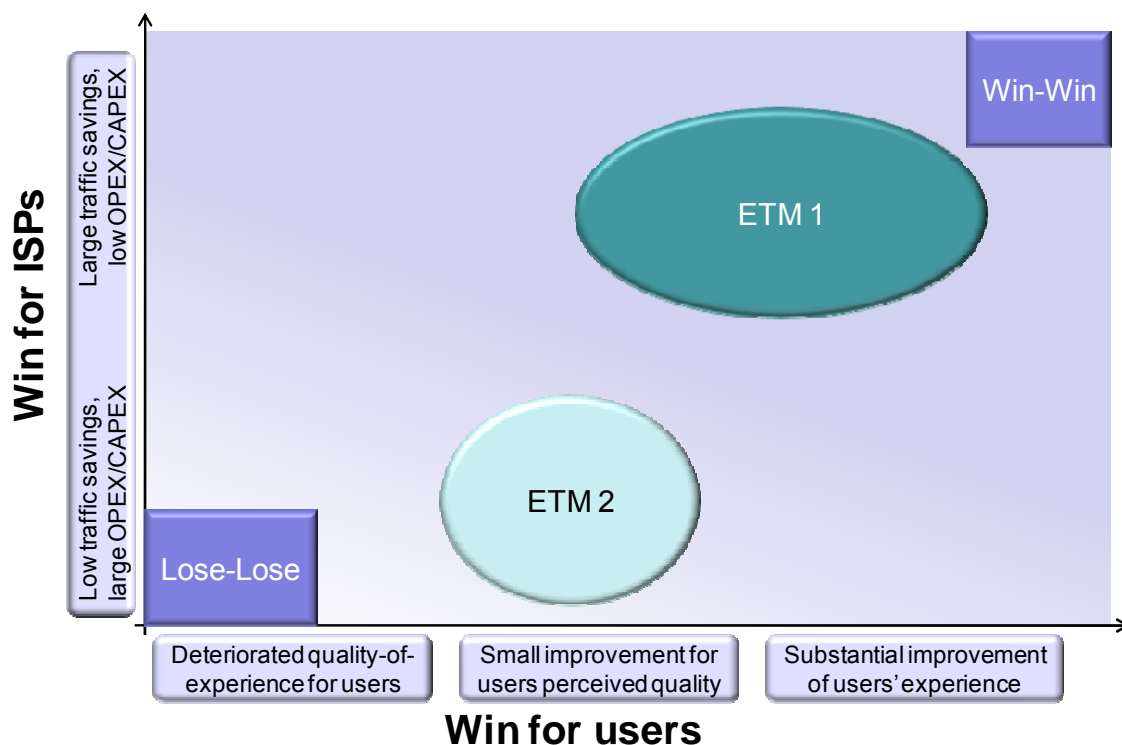 Win for ISPs
Large traffic savings,
low OPEX/CAPEX
Low traffic savings,
large OPEX/CAPEX
Win-Win
ETM 1
ETM 2
Lose-Lose
Deteriorated quality-of-
experience for users
Small improvement for
users perceived quality
Substantial improvement
of users’ experience
Win for users